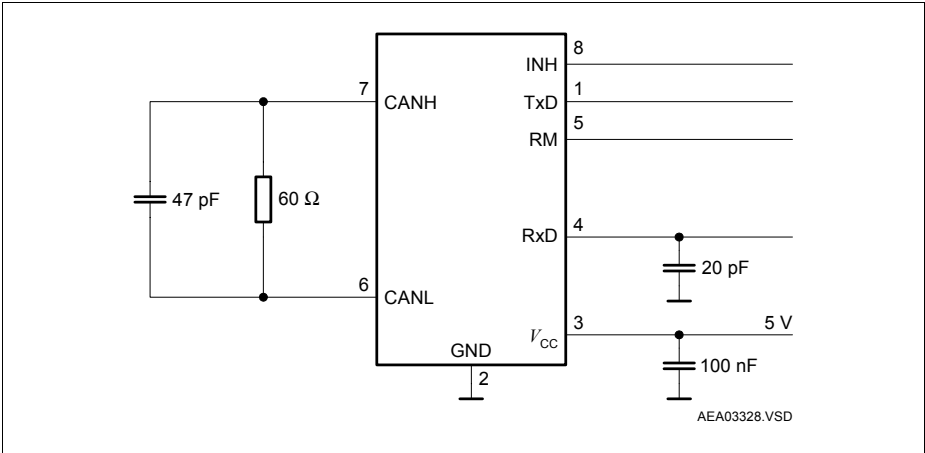 8
INH
7
1
CANH
TxD
5
RM
47 pF
60 Ω
4
RxD
20 pF
6
CANL
3
5 V
VCC
GND
100 nF
2
AEA03328.VSD